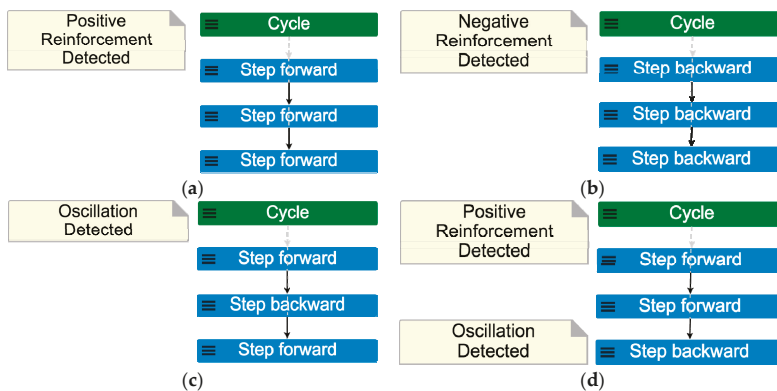 Positive
Reinforcement
Detected
Cycle
Step forward
Step forward
Step forward
(a)
Negative
Reinforcement
Detected
Cycle
Step backward
Step backward
Step backward
(b)
Oscillation
Detected
Cycle
Step forward
Step backward
Step forward
(c)
Positive
Reinforcement
Detected
Oscillation
Detected
Cycle
Step forward
Step forward
Step backward
(d)